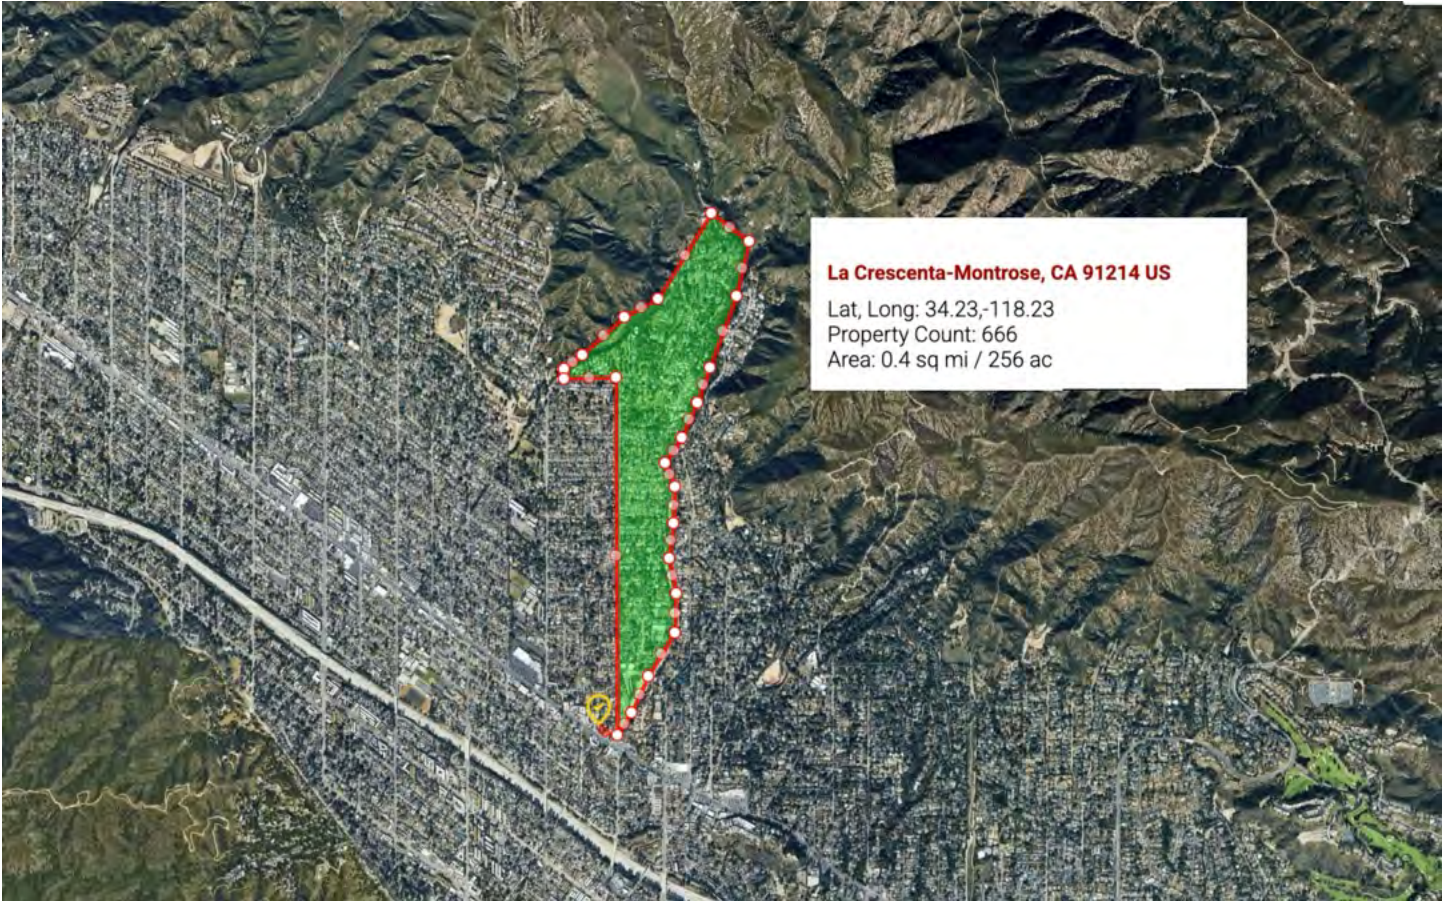 La Crescenta-Montrose, CA 91214 US
Lat, Long: 34.23,-118.23
Property Count: 666
Area: 0.4 sq mi / 256 ac